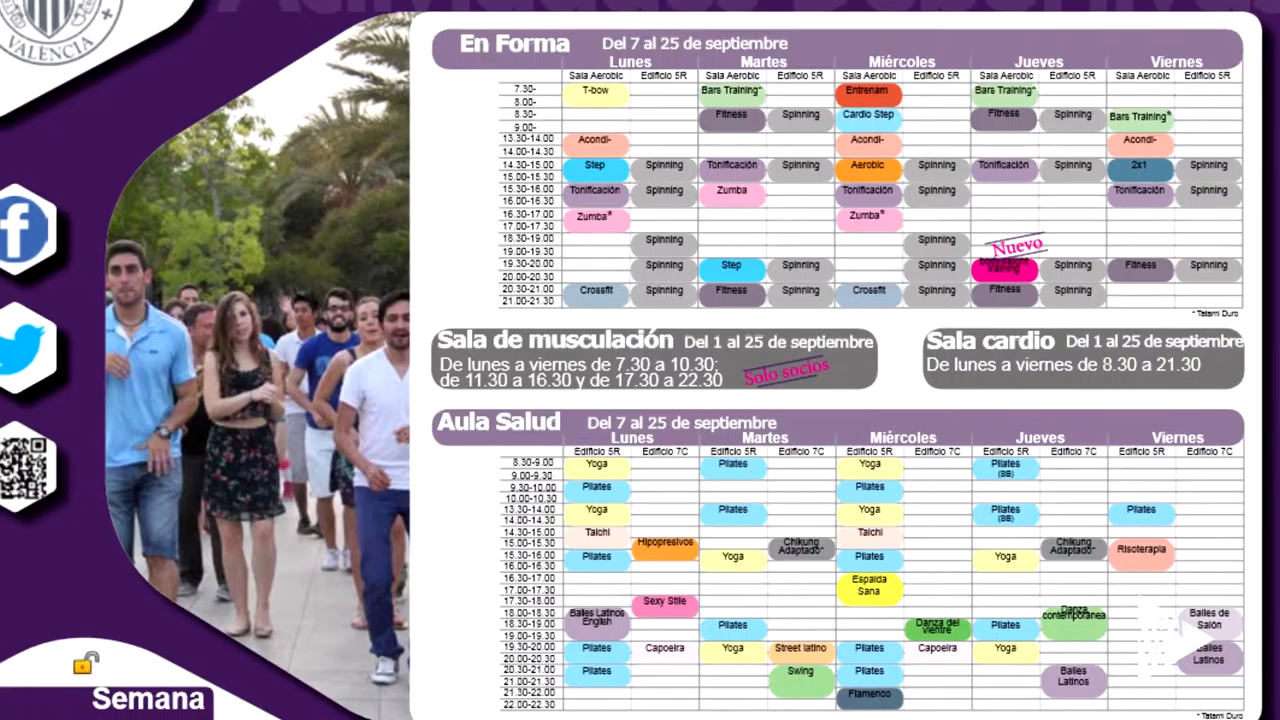 VALENCIA
En Forma Del 7 al 25 de septiembre
Lunes Martes Miércoles Jueves Viernes
Sala Aerobic Edificio 5R Sala Aerobic Edificio 5R Sala Aerobic Edificio 5R Sala Aerobic Edificio 5R Sala Aerobic Edificio 5R
7.30- T-bow Bars Training* Entrenam Bars Training*
8.00-
8.30- Fitness Spinning Cardio Step Fitness Spinning Bars Training*
9.00-
13.30-14.00 Acondi- Acondi- Acondi-
14.00-14.30
14.30-15.00 Step Spinning Tonificación Spinning Aerobic Spinning Tonificación Spinning 2x1 Spinning
15.00-15.30
15.30-16.00 Tonificación Spinning Zumba Tonificación Spinning Tonificación Spinning
16.00-16.30
16.30-17.00 Zumba* Zumba*
17.00-17.30
18.30-19.00 Spinning Spinning Nuevo
19.00-19.30
19.30-20.00 Spinning Step Spinning Spinning Spinning Fitness Spinning
20.00-20.30 training
20.30-21.00 Crossfit Spinning Fitness Spinning Crossfit Spinning Fitness Spinning
21.00-21.30
* Tatami Duro
Sala de musculación Del 1 al 25 de septiembre
De lunes a viernes de 7.30 a 10.30;
de 11.30 a 16.30 y de 17.30 a 22.30 Solo socios
Sala cardio Del 1 al 25 de septiembre
De lunes a viernes de 8.30 a 21.30
Aula Salud Del 7 al 25 de septiembre
Lunes Martes Miércoles Jueves Viernes
Edificio 5R Edificio 7C Edificio 5R Edificio 7C Edificio 5R Edificio 7C Edificio 5R Edificio 7C Edificio 5R Edificio 7C
8.30-9.00 Yoga Pilates Yoga Pilates
9.00-9.30 (BB)
9.30-10.00 Pilates Pilates
10.00-10.30
13.30-14.00 Yoga Pilates Yoga Pilates Pilates
14.00-14.30 (BB)
14.30-15.00 Taichi Taichi
15.00-15.30 Hipopresivos Chikung Adaptado* Chikung Adaptado* Risoterapia
15.30-16.00 Pilates Yoga Pilates Yoga
16.00-16.30
16.30-17.00 Espalda
17.00-17.30 Sana
17.30-18.00 Sexy Stile
18.00-18.30 Bailes Latinos English Danza contemporánea Bailes de
18.30-19.00 Pilates Danza del vientre Pilates Salón
19.00-19.30
19.30-20.00 Pilates Capoeira Yoga Street latino Pilates Capoeira Yoga Bailes
20.00-20.30 Latinos
20.30-21.00 Pilates Swing Pilates Bailes
21.00-21.30 Latinos
21.30-22.00 Flamenco
22.00-22.30
* Tatami Duro
Semana